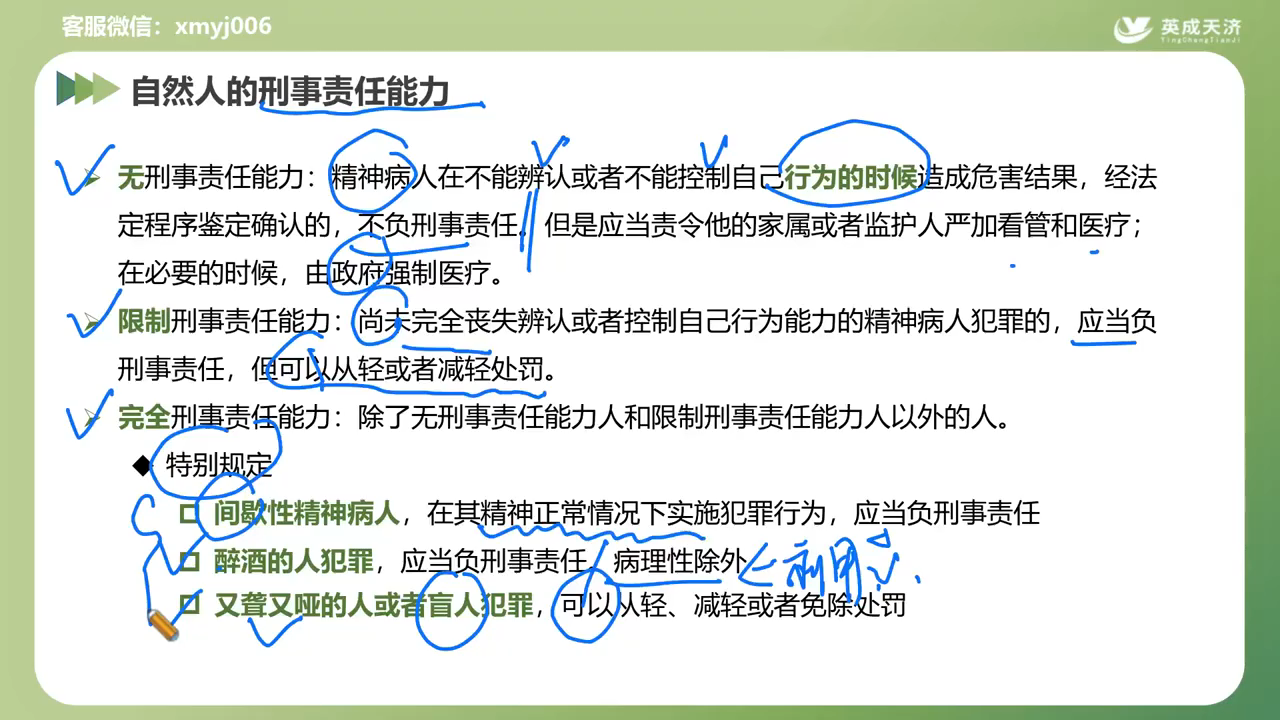 客服微信：xmyj006
英成天济
YingChengTianJi
自然人的刑事责任能力
无刑事责任能力：精神病人在不能辨认或者不能控制自己行为的时候造成危害结果，经法
定程序鉴定确认的，不负刑事责任。但是应当责令他的家属或者监护人严加看管和医疗；
在必要的时候，由政府强制医疗。
限制刑事责任能力：尚未完全丧失辨认或者控制自己行为能力的精神病人犯罪的，应当负
刑事责任，但可以从轻或者减轻处罚。
完全刑事责任能力：除了无刑事责任能力人和限制刑事责任能力人以外的人。
特别规定
间歇性精神病人，在其精神正常情况下实施犯罪行为，应当负刑事责任
醉酒的人犯罪，应当负刑事责任，病理性除外
利用
又聋又哑的人或者盲人犯罪，可以从轻、减轻或者免除处罚